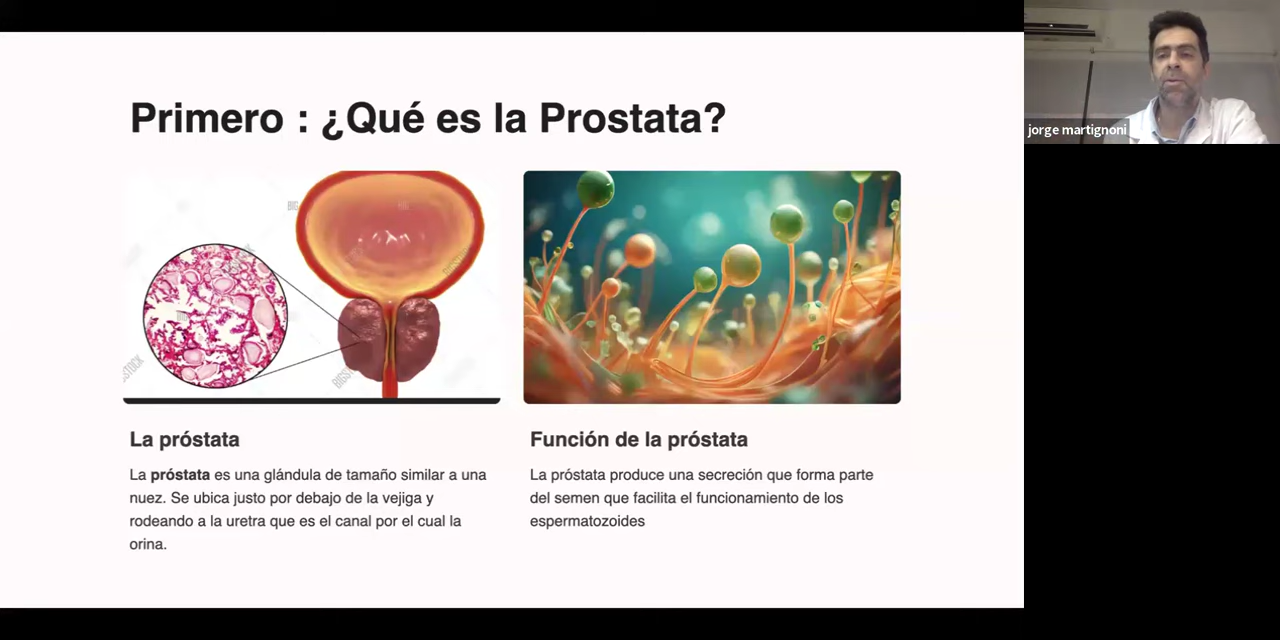 Primero : ¿Qué es la Prostata?
jorge martignoni
BIGSTOCK
La próstata
La próstata es una glándula de tamaño similar a una
nuez. Se ubica justo por debajo de la vejiga y
rodeando a la uretra que es el canal por el cual la
orina.
Función de la próstata
La próstata produce una secreción que forma parte
del semen que facilita el funcionamiento de los
espermatozoides